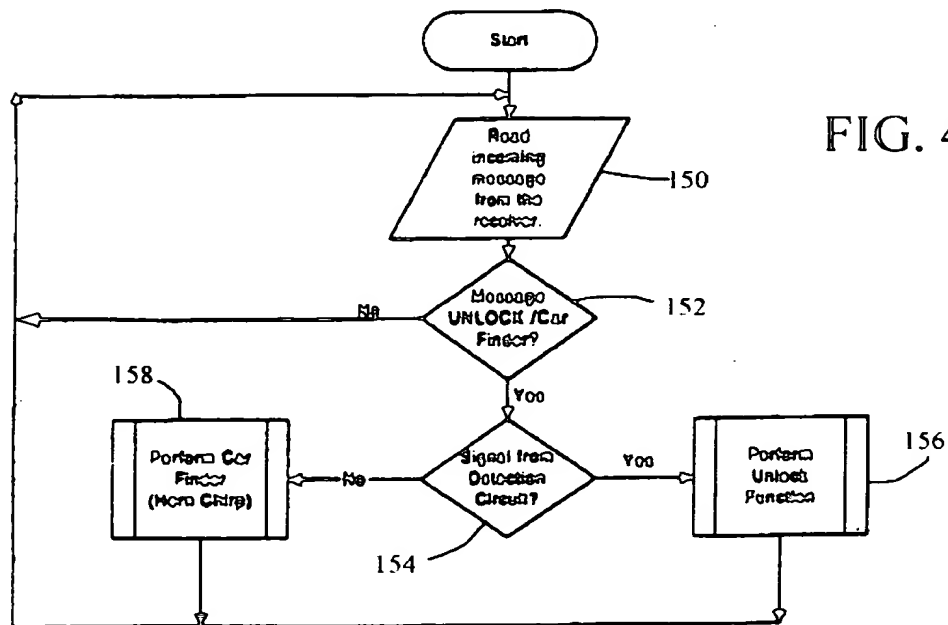 Start
FIG. 4
Read
incoming
message
from the
receiver.
150
Message
UNLOCK /Car
Finder?
152
No
Yes
158
Perform Car
Finder
(Horn Chirp)
No
Signal from
Detection
Circuit?
154
Yes
Perform
Unlock
Function
156